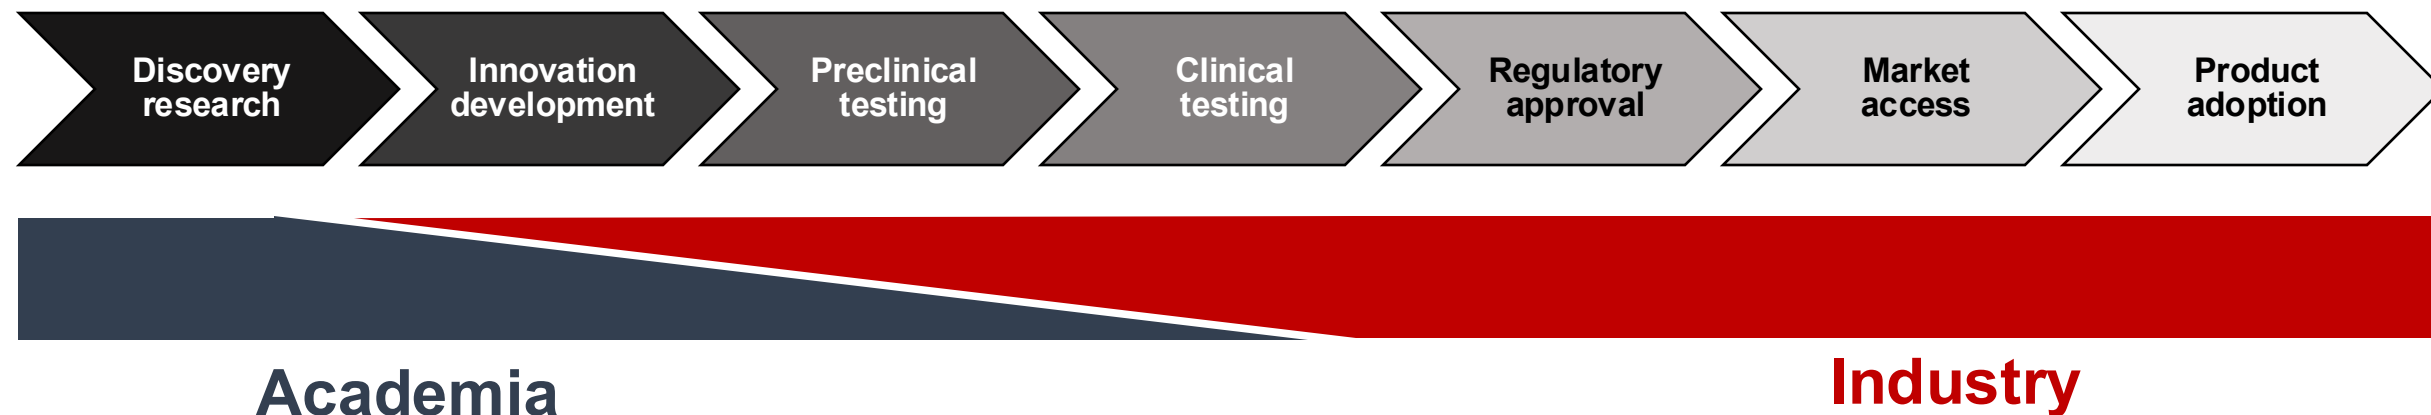 Discovery
research
Innovation
development
Preclinical
testing
Clinical
testing
Regulatory
approval
Market
access
Product
adoption
Academia
Industry